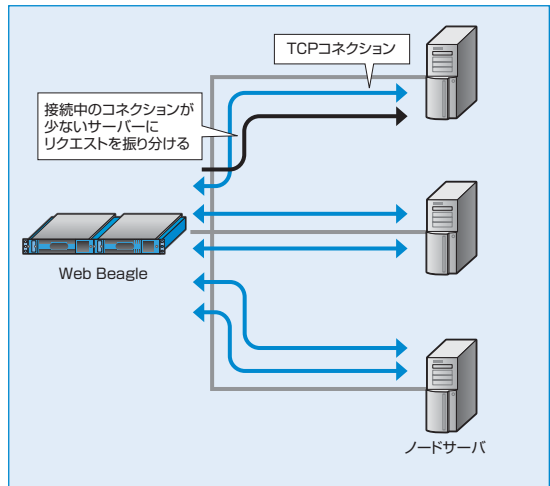 TCPコネクション
接続中のコネクションが
少ないサーバーに
リクエストを振り分ける
Web Beagle
ノードサーバ